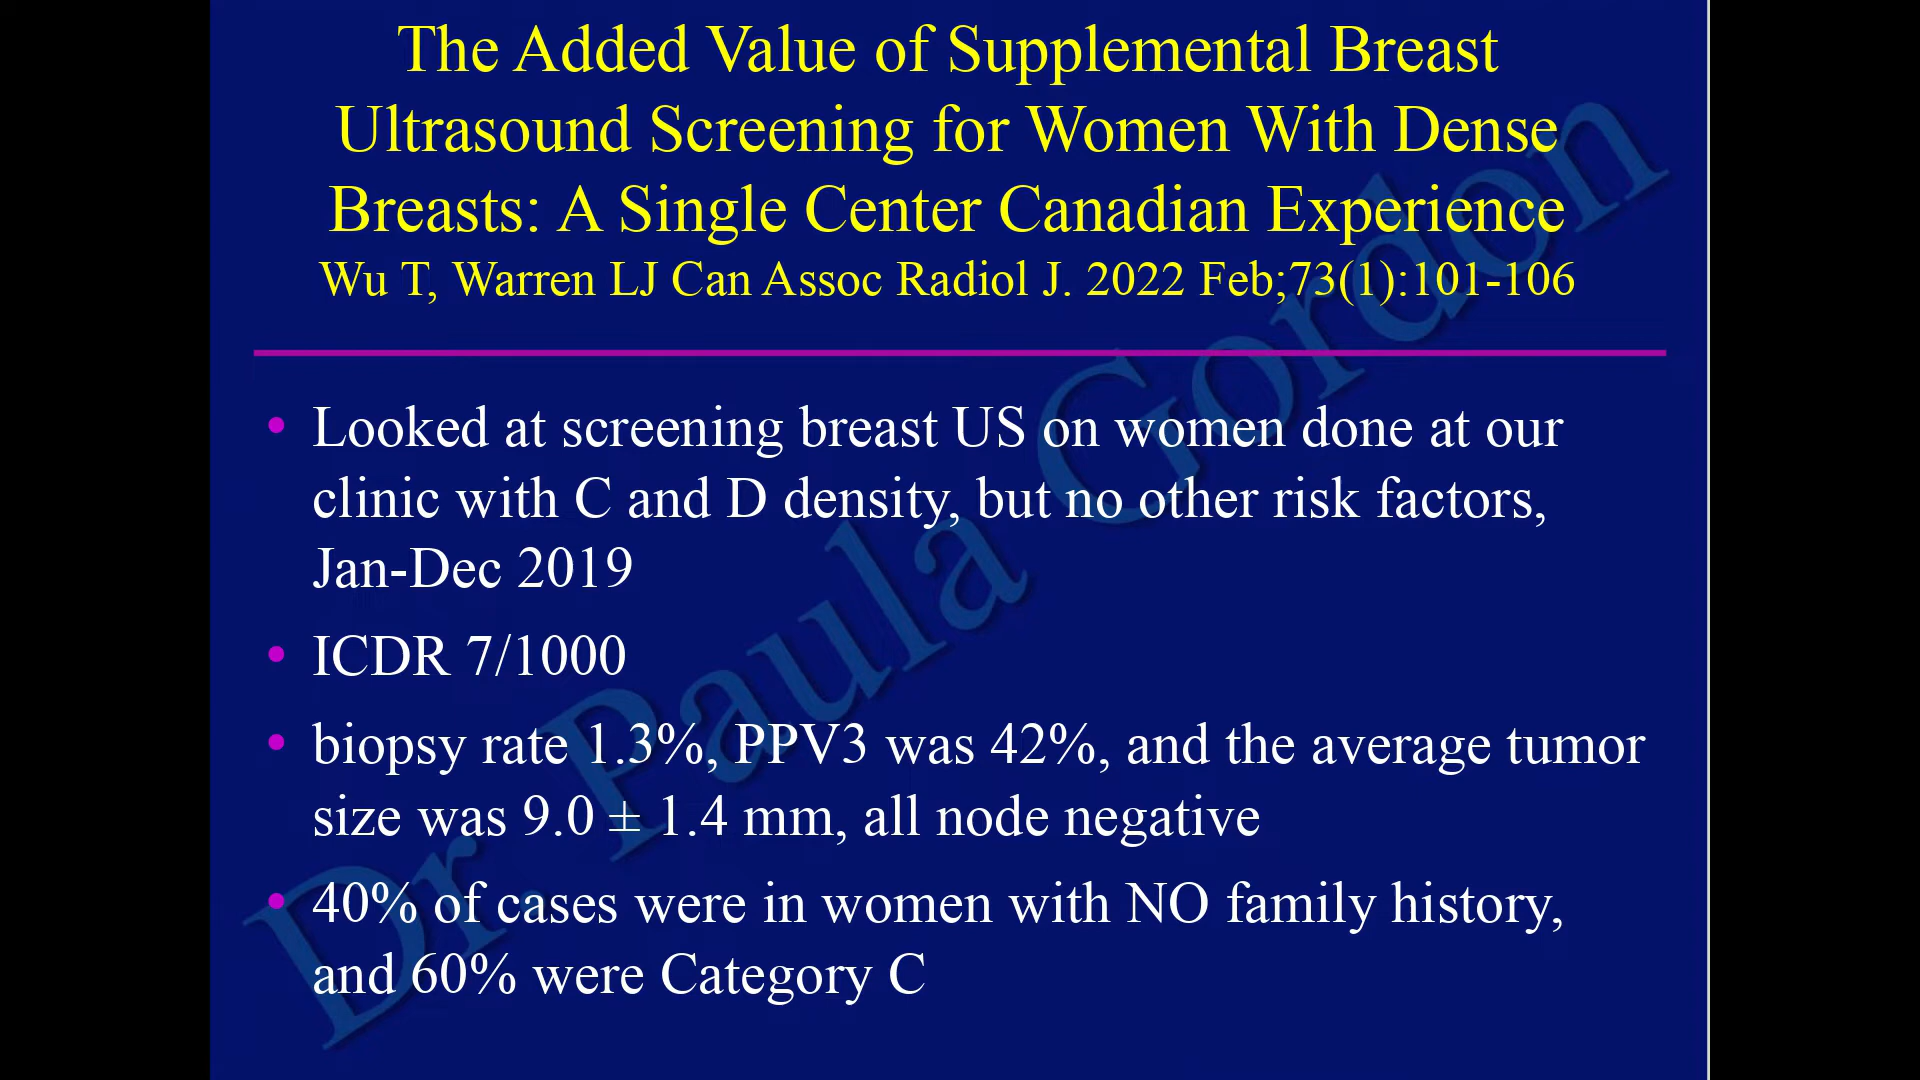 The Added Value of Supplemental Breast
Ultrasound Screening for Women With Dense
Breasts: A Single Center Canadian Experience
Wu T, Warren LJ Can Assoc Radiol J. 2022 Feb;73(1):101-106
• Looked at screening breast US on women done at our
clinic with C and D density, but no other risk factors,
Jan-Dec 2019
• ICDR 7/1000
• biopsy rate 1.3%, PPV3 was 42%, and the average tumor
size was 9.0 ± 1.4 mm, all node negative
• 40% of cases were in women with NO family history,
and 60% were Category C
Dr. Paula Gordon